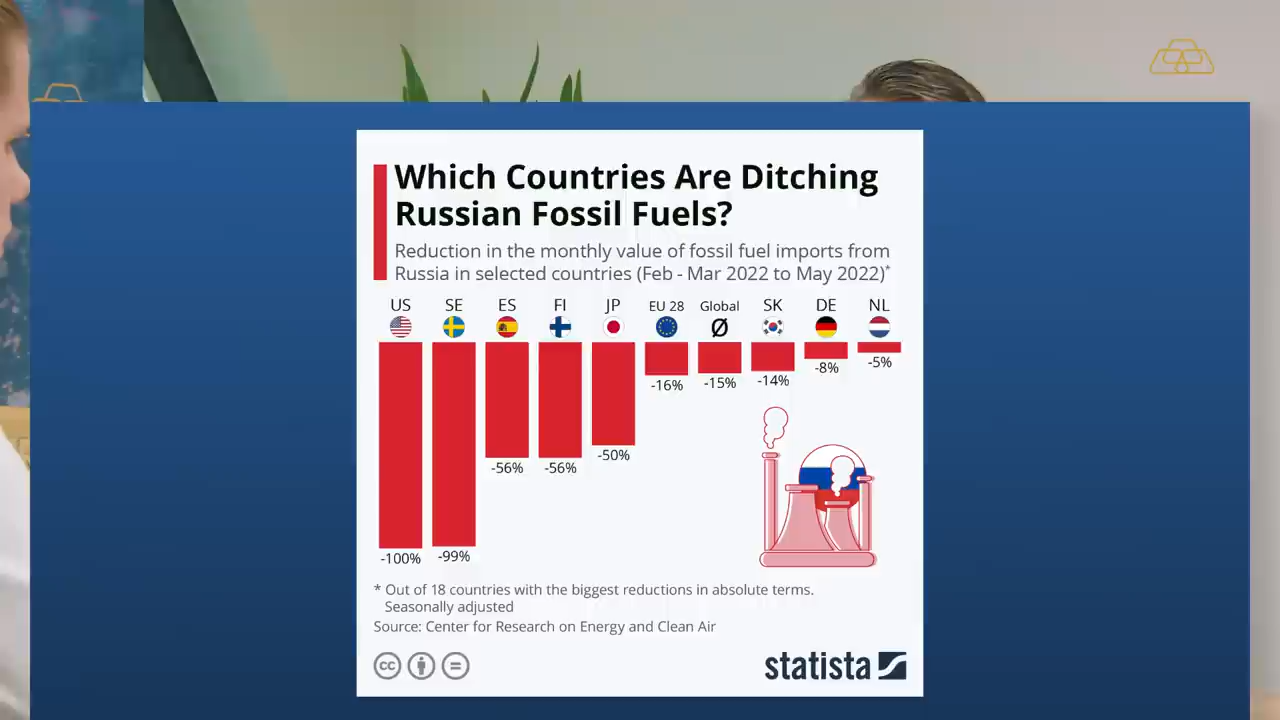 Which Countries Are Ditching
Russian Fossil Fuels?
Reduction in the monthly value of fossil fuel imports from
Russia in selected countries (Feb - Mar 2022 to May 2022)*
US SE ES FI JP EU 28 Global SK DE NL
Ø
-100% -99% -56% -56% -50% -16% -15% -14% -8% -5%
* Out of 18 countries with the biggest reductions in absolute terms.
Seasonally adjusted
Source: Center for Research on Energy and Clean Air
cc
statista